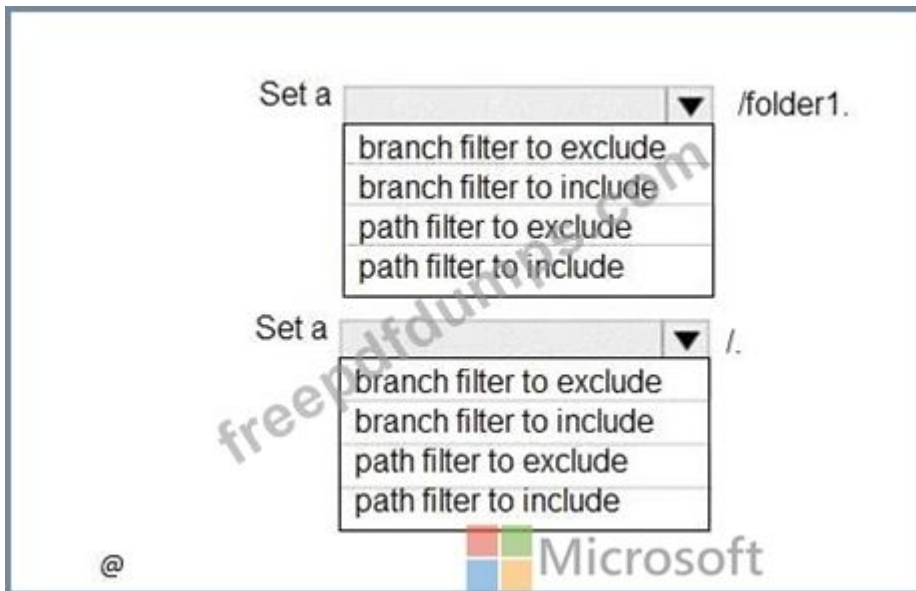 Set a /folder1.
branch filter to exclude
branch filter to include
path filter to exclude
path filter to include
Set a /.
branch filter to exclude
branch filter to include
path filter to exclude
path filter to include
freepdfdumps.com
@ Microsoft